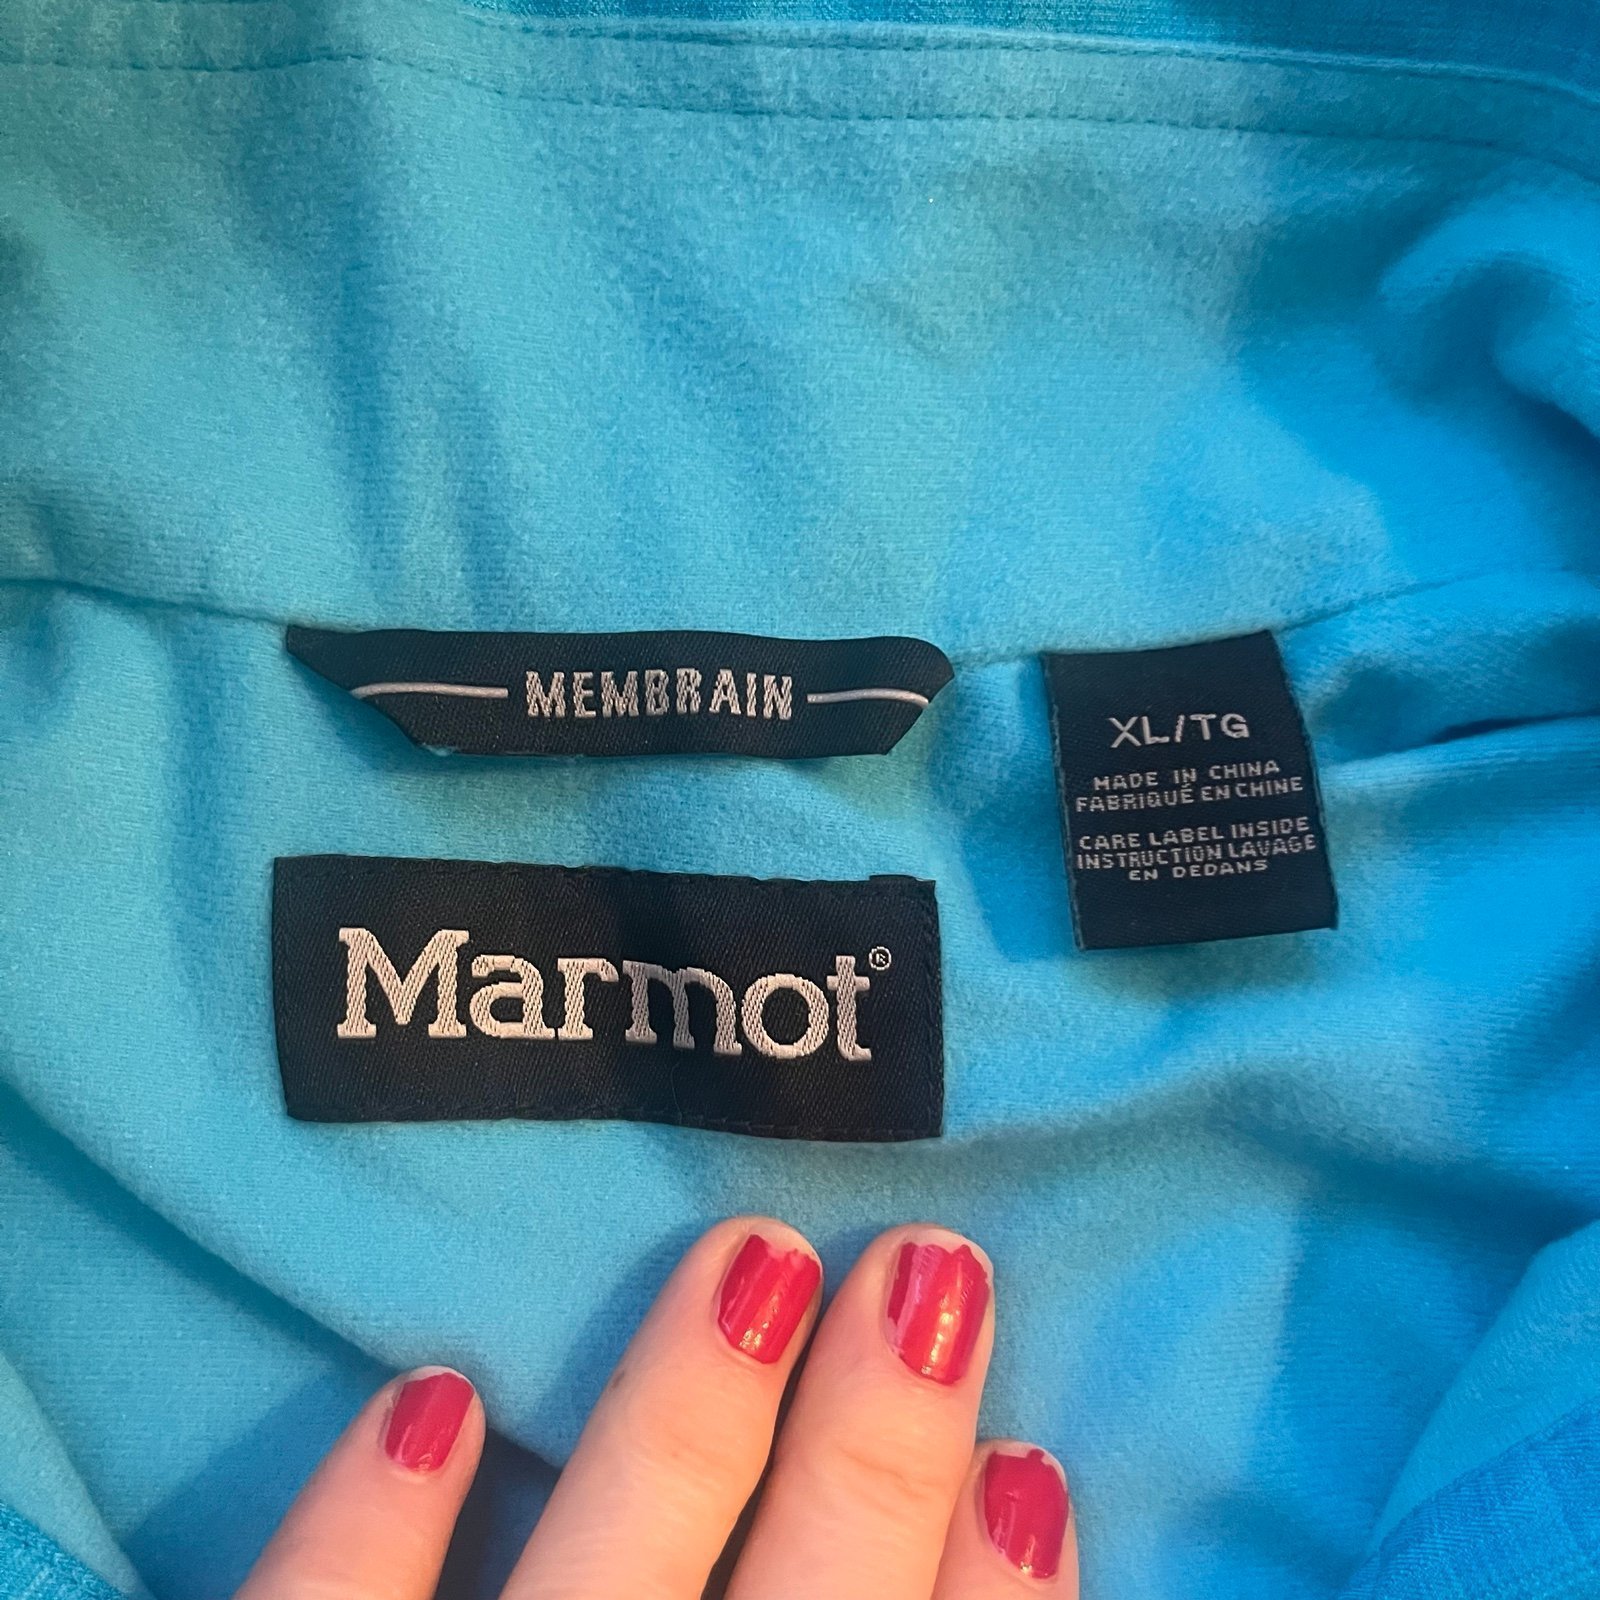 MEMBRAIN
XL/TG
MADE IN CHINA
FABRIQUÉ EN CHINE
CARE LABEL INSIDE
INSTRUCTION LAVAGE
EN DEDANS
Marmot®